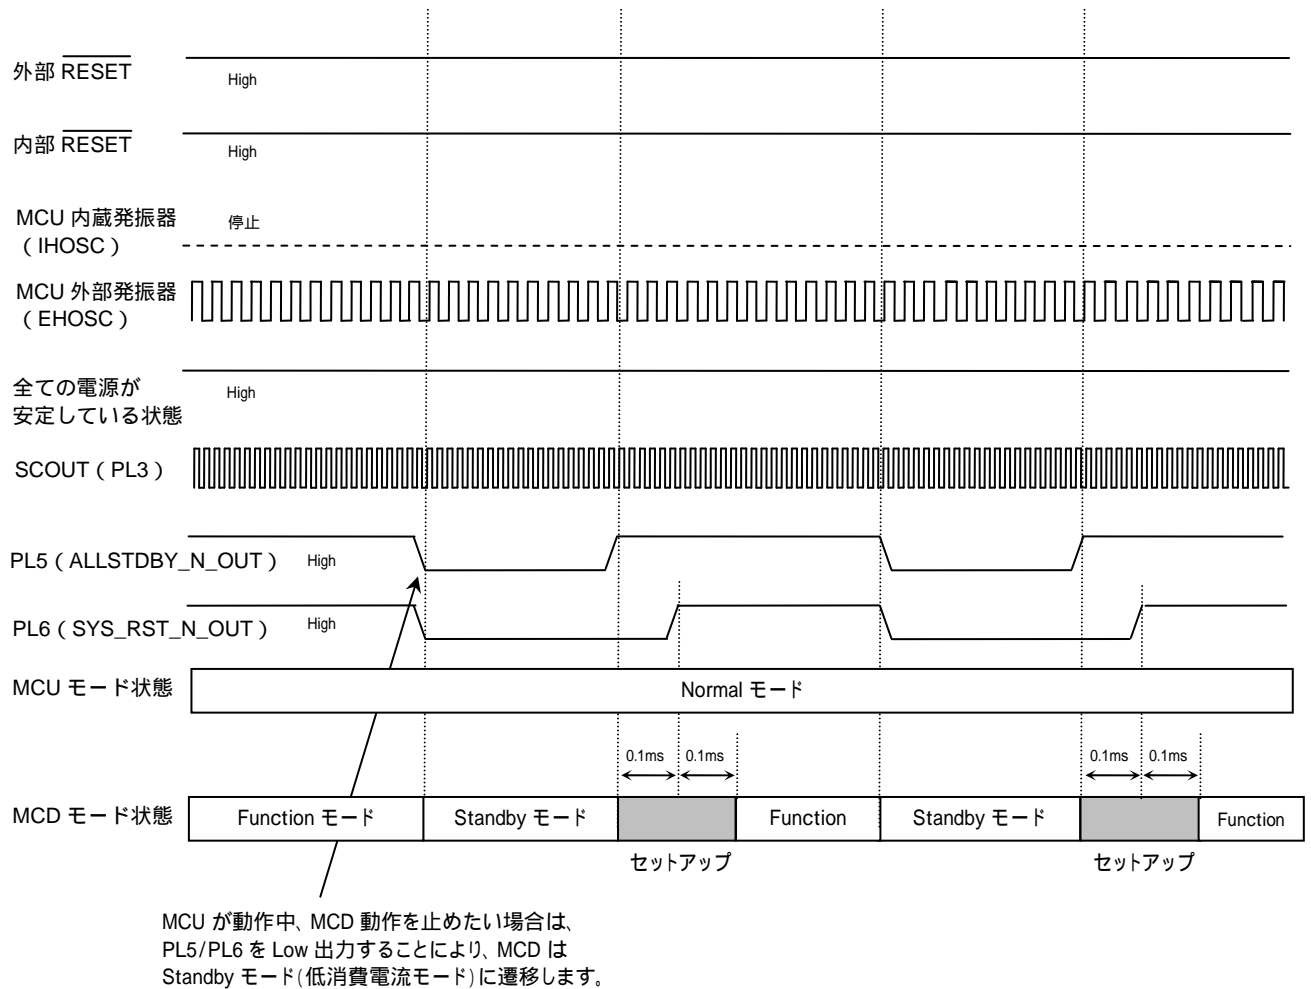 外部 RESET
High
内部 RESET
High
MCU 内蔵発振器
（IHOSC）
停止
MCU 外部発振器
（EHOSC）
全ての電源が
安定している状態
High
SCOUT（PL3）
PL5（ALLSTDBY_N_OUT） High
PL6（SYS_RST_N_OUT） High
MCU モード状態
Normal モード
0.1ms 0.1ms 0.1ms 0.1ms
MCD モード状態
Function モード Standby モード Function Standby モード Function
セットアップ セットアップ
MCU が動作中、MCD 動作を止めたい場合は、
PL5/PL6 を Low 出力することにより、MCD は
Standby モード(低消費電流モード)に遷移します。